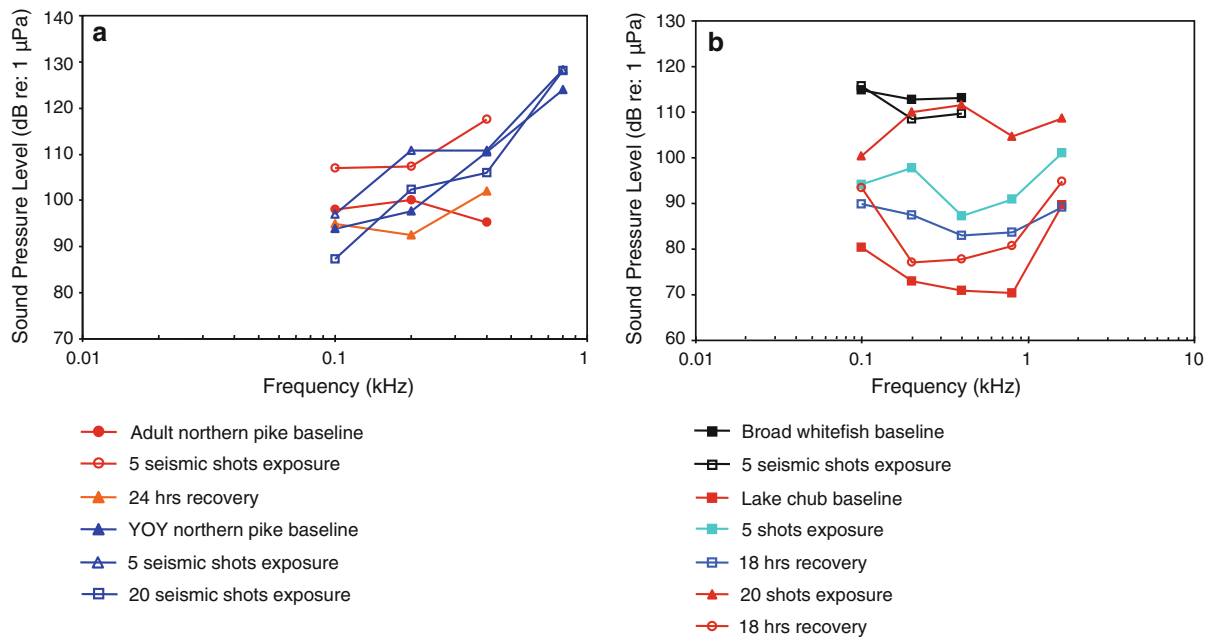 a
Sound Pressure Level (dB re: 1 µPa)
140
130
120
110
100
90
80
70
0.01
0.1
1
Frequency (kHz)
Adult northern pike baseline
5 seismic shots exposure
24 hrs recovery
YOY northern pike baseline
5 seismic shots exposure
20 seismic shots exposure
b
Sound Pressure Level (dB re: 1 µPa)
130
120
110
100
90
80
70
60
0.01
0.1
1
10
Frequency (kHz)
Broad whitefish baseline
5 seismic shots exposure
Lake chub baseline
5 shots exposure
18 hrs recovery
20 shots exposure
18 hrs recovery